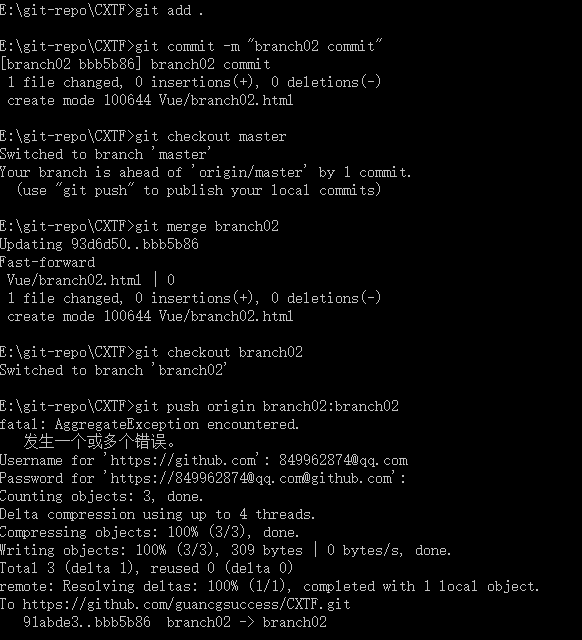 E:\git-repo\CXTF>git add .
E:\git-repo\CXTF>git commit -m "branch02 commit"
[branch02 bbb5b86] branch02 commit
1 file changed, 0 insertions(+), 0 deletions(-)
create mode 100644 Vue/branch02.html
E:\git-repo\CXTF>git checkout master
Switched to branch 'master'
Your branch is ahead of 'origin/master' by 1 commit.
(use "git push" to publish your local commits)
E:\git-repo\CXTF>git merge branch02
Updating 93d6d50..bbb5b86
Fast-forward
Vue/branch02.html | 0
1 file changed, 0 insertions(+), 0 deletions(-)
create mode 100644 Vue/branch02.html
E:\git-repo\CXTF>git checkout branch02
Switched to branch 'branch02'
E:\git-repo\CXTF>git push origin branch02:branch02
fatal: AggregateException encountered.
发生一个或多个错误。
Username for 'https://github.com': 849962874@qq.com
Password for 'https://849962874@qq.com@github.com':
Counting objects: 3, done.
Delta compression using up to 4 threads.
Compressing objects: 100% (3/3), done.
Writing objects: 100% (3/3), 309 bytes | 0 bytes/s, done.
Total 3 (delta 1), reused 0 (delta 0)
remote: Resolving deltas: 100% (1/1), completed with 1 local object.
To https://github.com/guancgsuccess/CXTF.git
91abde3..bbb5b86  branch02 -> branch02